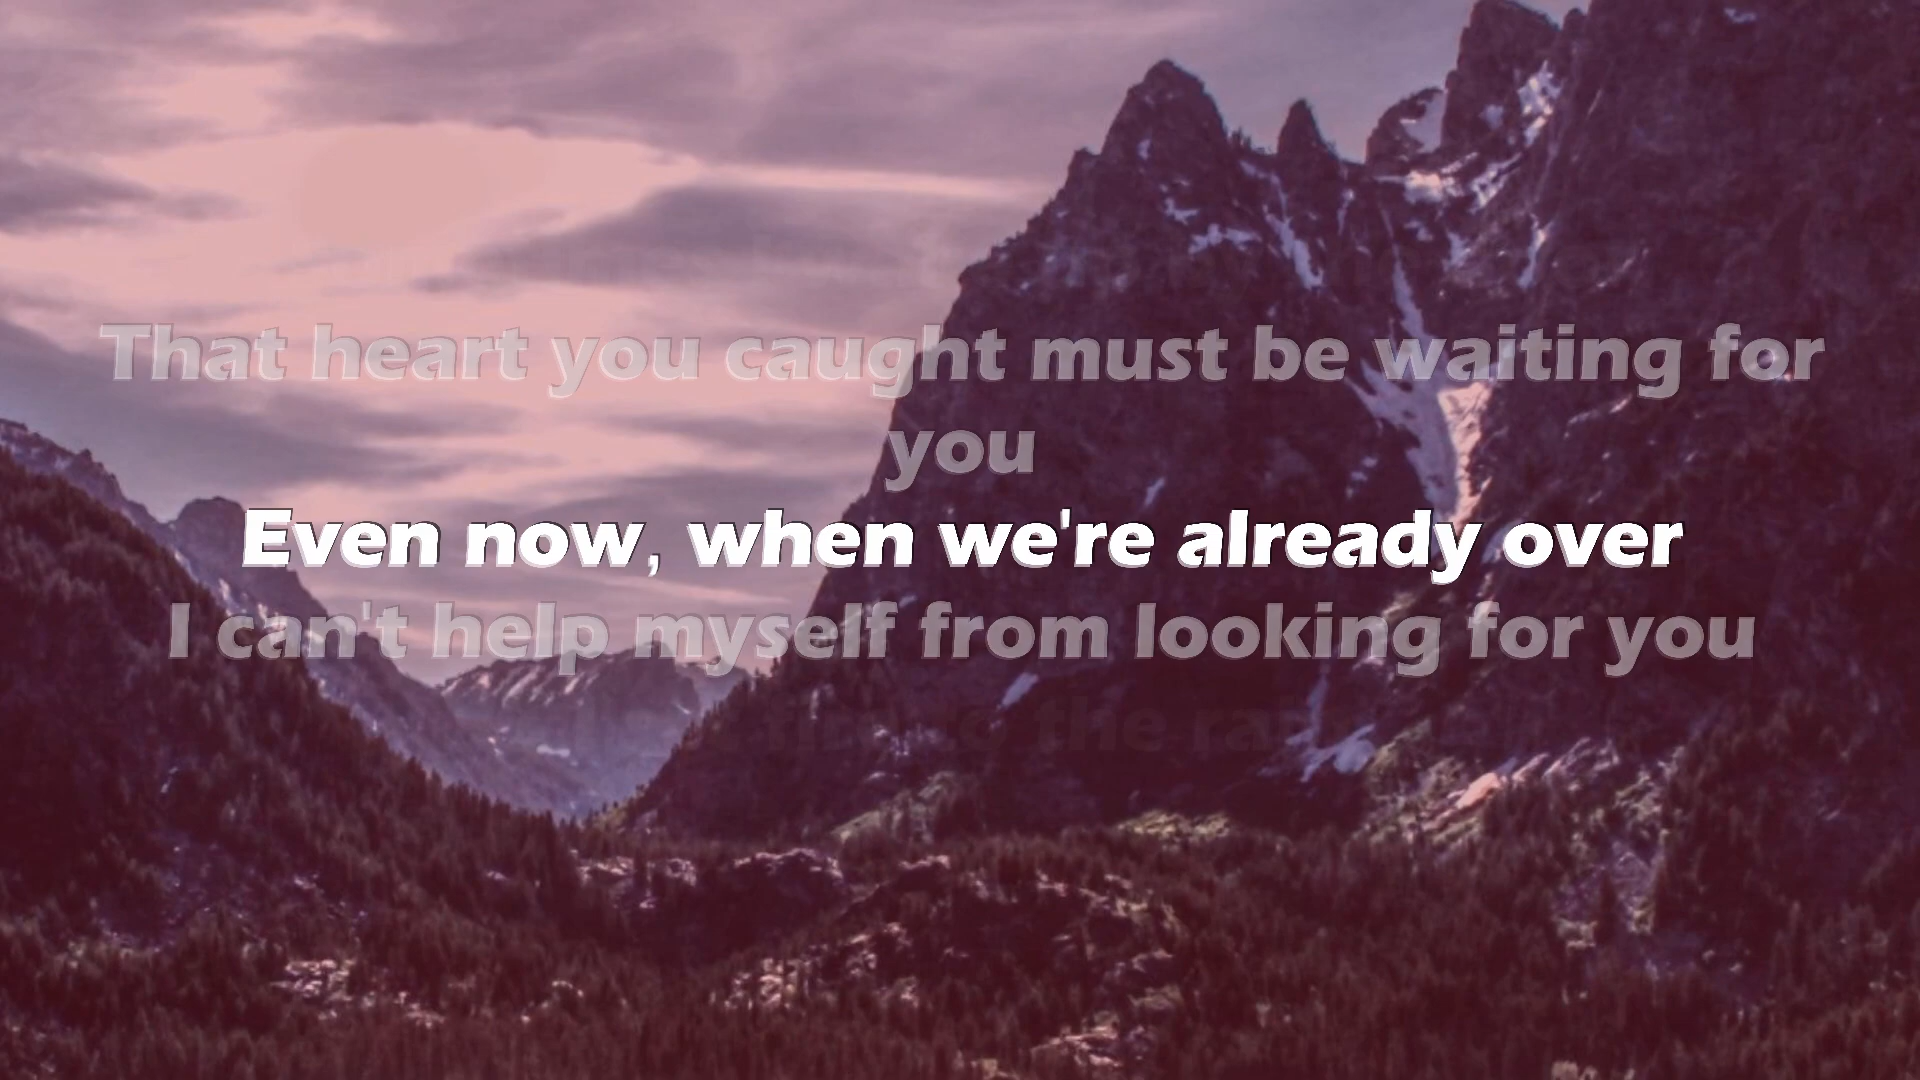 That heart you caught must be waiting for
you
Even now, when we're already over
I can't help myself from looking for you
the